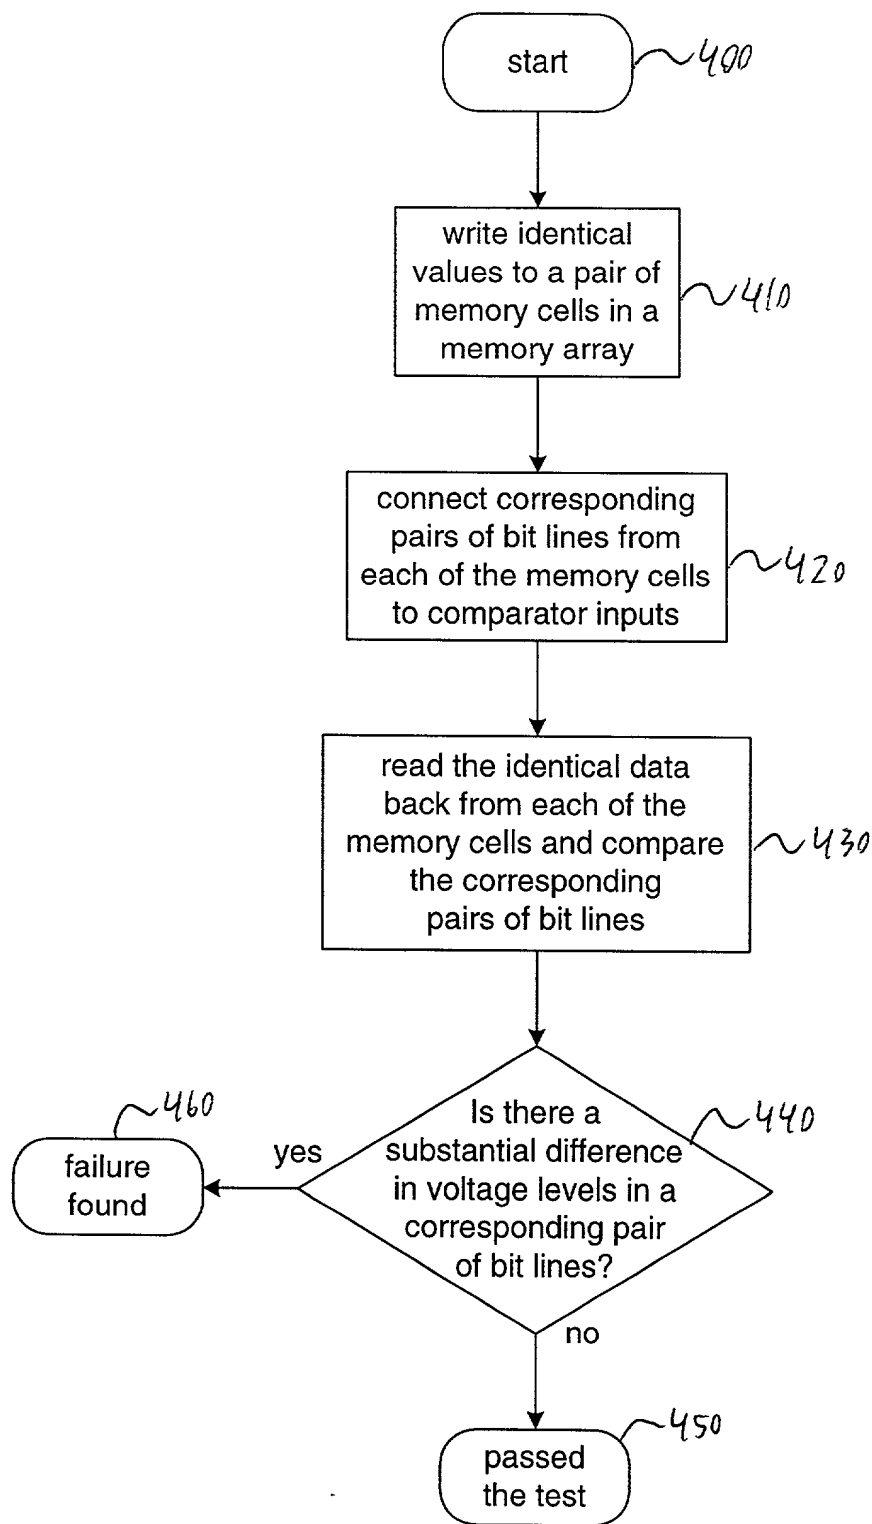 start
400
write identical
values to a pair of
memory cells in a
memory array
410
connect corresponding
pairs of bit lines from
each of the memory cells
to comparator inputs
420
read the identical data
back from each of the
memory cells and compare
the corresponding
pairs of bit lines
430
Is there a
substantial difference
in voltage levels in a
corresponding pair
of bit lines?
440
yes
failure
found
460
no
passed
the test
450